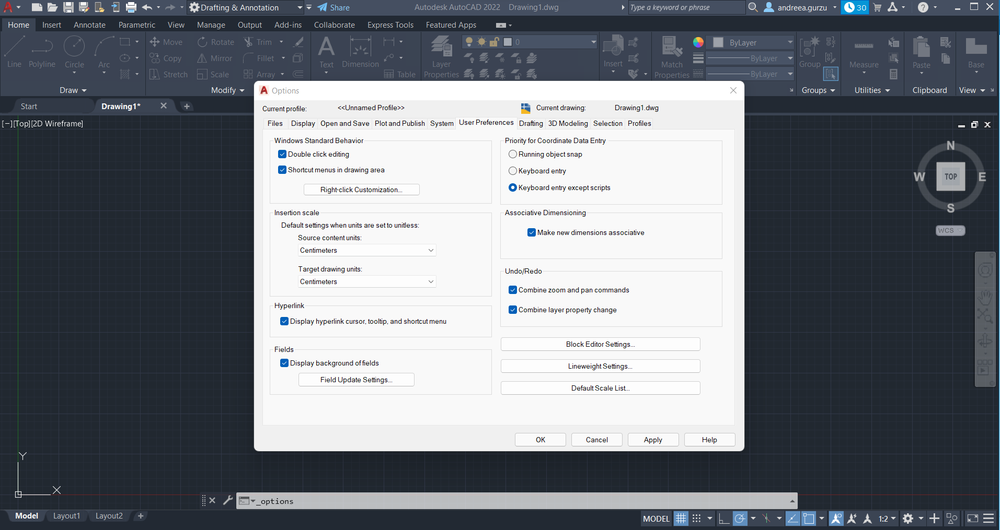 Drafting & Annotation Share Autodesk AutoCAD 2022 Drawing1.dwg Type a keyword or phrase andreea.gurzu 30
Home Insert Annotate Parametric View Manage Output Add-ins Collaborate Express Tools Featured Apps
Line Polyline Circle Arc
Move Rotate Trim
Copy Mirror Fillet
Stretch Scale Array
Text Dimension Table
Layer Properties
0
Insert
Match Properties
ByLayer
ByLayer
ByLayer
Group
Measure
Paste
Base
Draw Modify Groups Utilities Clipboard View
Start Drawing1*
[−][Top][2D Wireframe]
Options
Current profile: <<Unnamed Profile>> Current drawing: Drawing1.dwg
Files Display Open and Save Plot and Publish System User Preferences Drafting 3D Modeling Selection Profiles
Windows Standard Behavior
Double click editing
Shortcut menus in drawing area
Right-click Customization...
Insertion scale
Default settings when units are set to unitless:
Source content units:
Centimeters
Target drawing units:
Centimeters
Hyperlink
Display hyperlink cursor, tooltip, and shortcut menu
Fields
Display background of fields
Field Update Settings...
Priority for Coordinate Data Entry
Running object snap
Keyboard entry
Keyboard entry except scripts
Associative Dimensioning
Make new dimensions associative
Undo/Redo
Combine zoom and pan commands
Combine layer property change
Block Editor Settings...
Lineweight Settings...
Default Scale List...
OK Cancel Apply Help
N
W TOP E
S
WCS
Y
X
_options
Model Layout1 Layout2
MODEL 1:2